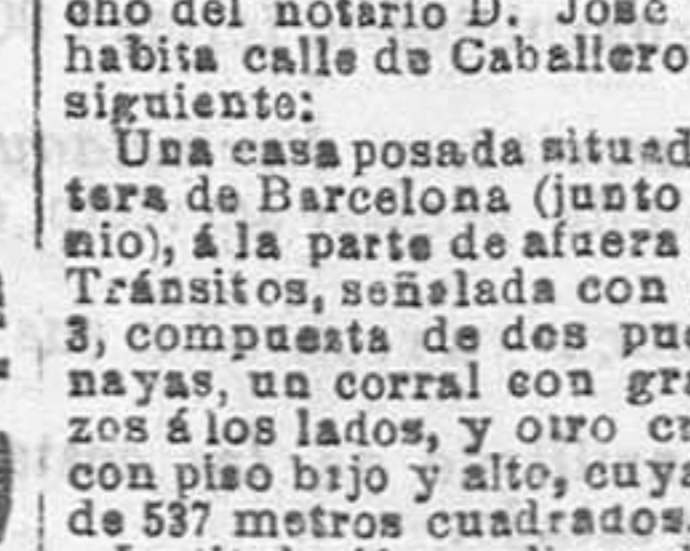 cho del notario D. José
habita calle de Caballero
siguiente:
Una casa posada situad
tera de Barcelona (junto
nio), á la parte de afuera
Tránsitos, señalada con
3, compuesta de dos pue
nayas, un corral con gra
zos á los lados, y otro
con piso bajo y alto, cuya
de 537 metros cuadrados.